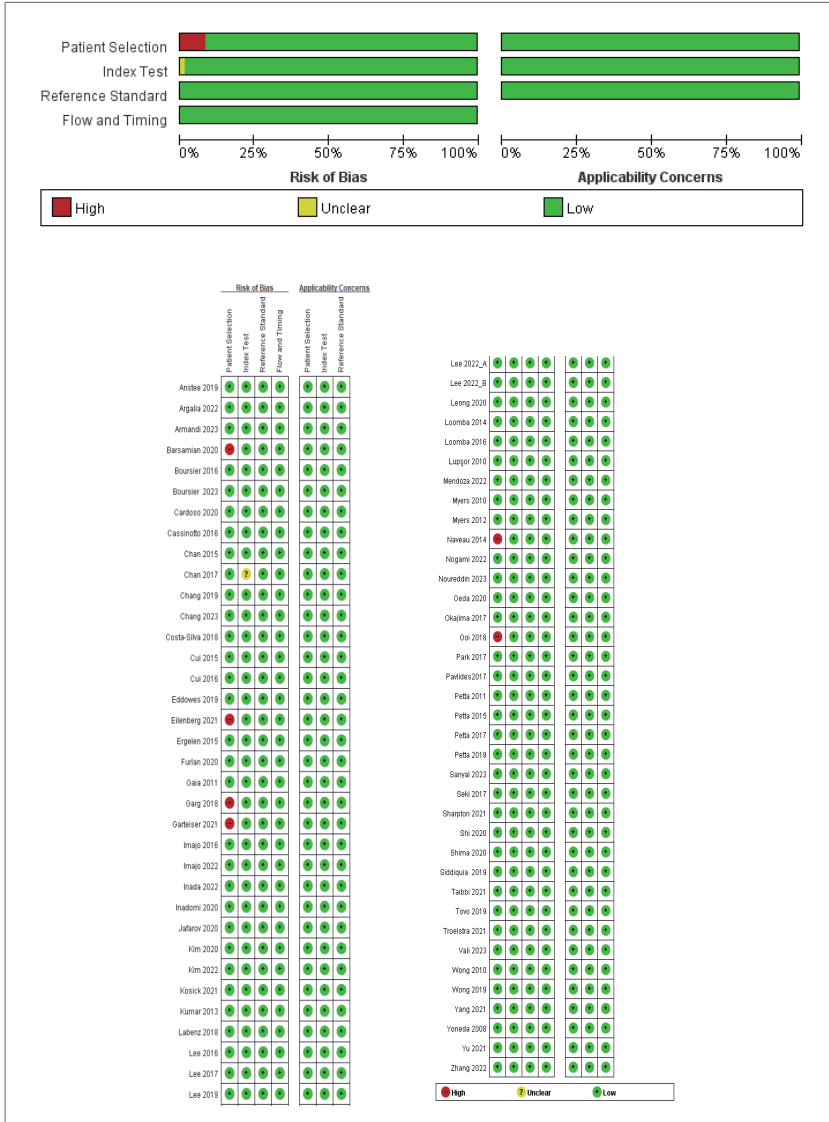 Patient Selection
Index Test
Reference Standard
Flow and Timing
0% 25% 50% 75% 100% 0% 25% 50% 75% 100%
Risk of Bias Applicability Concerns
High Unclear Low
Risk of Bias Applicability Concerns
Patient Selection
Index Test
Reference Standard
Flow and Timing
Patient Selection
Index Test
Reference Standard
Anstee 2019
Argalia 2022
Armandi 2023
Barsamian 2020
Boursier 2016
Boursier 2023
Cardoso 2020
Cassinotto 2016
Chan 2015
Chan 2017
Chang 2019
Chang 2023
Costa-Silva 2018
Cui 2015
Cui 2016
Eddowes 2019
Eilenberg 2021
Ergelen 2015
Furlan 2020
Gaia 2011
Garg 2018
Garteiser 2021
Imajo 2016
Imajo 2022
Inada 2022
Inadomi 2020
Jafarov 2020
Kim 2020
Kim 2022
Kosick 2021
Kumar 2013
Labenz 2018
Lee 2016
Lee 2017
Lee 2019
Lee 2022_A
Lee 2022_B
Leong 2020
Loomba 2014
Loomba 2016
Lupşor 2010
Mendoza 2022
Myers 2010
Myers 2012
Naveau 2014
Nogami 2022
Noureddin 2023
Oeda 2020
Okajima 2017
Ooi 2018
Park 2017
Pavlides2017
Petta 2011
Petta 2015
Petta 2017
Petta 2019
Sanyal 2023
Seki 2017
Sharpton 2021
Shi 2020
Shima 2020
Siddiquia 2019
Taibbi 2021
Tovo 2019
Troelstra 2021
Vali 2023
Wong 2010
Wong 2019
Yang 2021
Yoneda 2008
Yu 2021
Zhang 2022
High Unclear Low